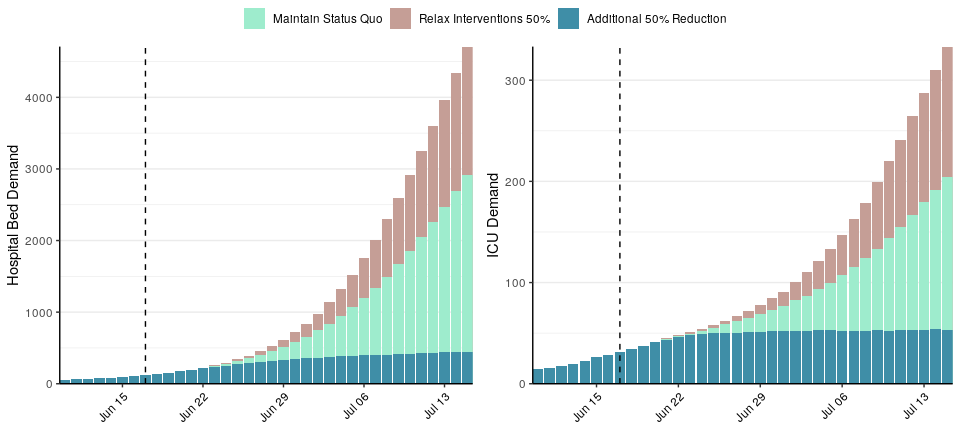 Maintain Status Quo Relax Interventions 50% Additional 50% Reduction
Hospital Bed Demand
4000
3000
2000
1000
0
Jun 15 Jun 22 Jun 29 Jul 06 Jul 13
ICU Demand
300
200
100
0
Jun 15 Jun 22 Jun 29 Jul 06 Jul 13